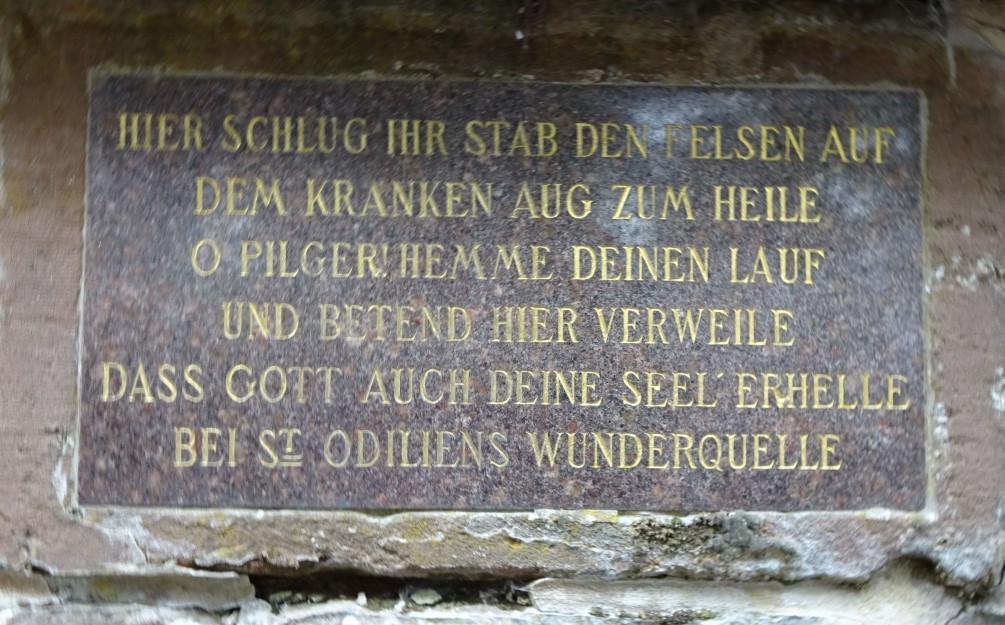 HIER SCHLUG IHR STAB DEN FELSEN AUF
DEM KRANKEN AUG ZUM HEILE
O PILGER! HEMME DEINEN LAUF
UND BETEND HIER VERWEILE
DASS GOTT AUCH DEINE SEEL´ ERHELLE
BEI ST ODILIENS WUNDERQUELLE